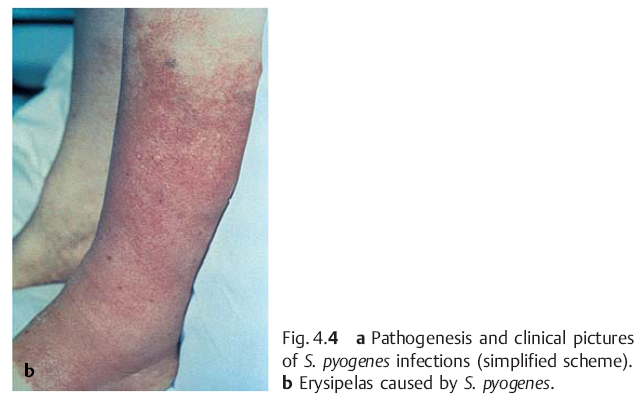 b
Fig. 4.4 a Pathogenesis and clinical pictures
of S. pyogenes infections (simplified scheme).
b Erysipelas caused by S. pyogenes.